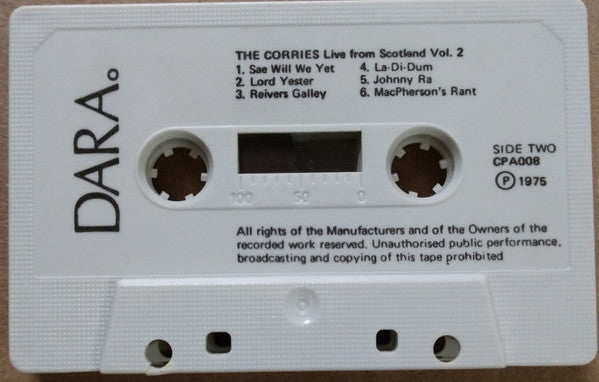 DARA.
THE CORRIES Live from Scotland Vol. 2
1. Sae Will We Yet
2. Lord Yester
3. Reivers Galley
4. La-Di-Dum
5. Johnny Ra
6. MacPherson's Rant
SIDE TWO
CPA008
Ⓟ 1975
100 50 0
All rights of the Manufacturers and of the Owners of the
recorded work reserved. Unauthorised public performance,
broadcasting and copying of this tape prohibited